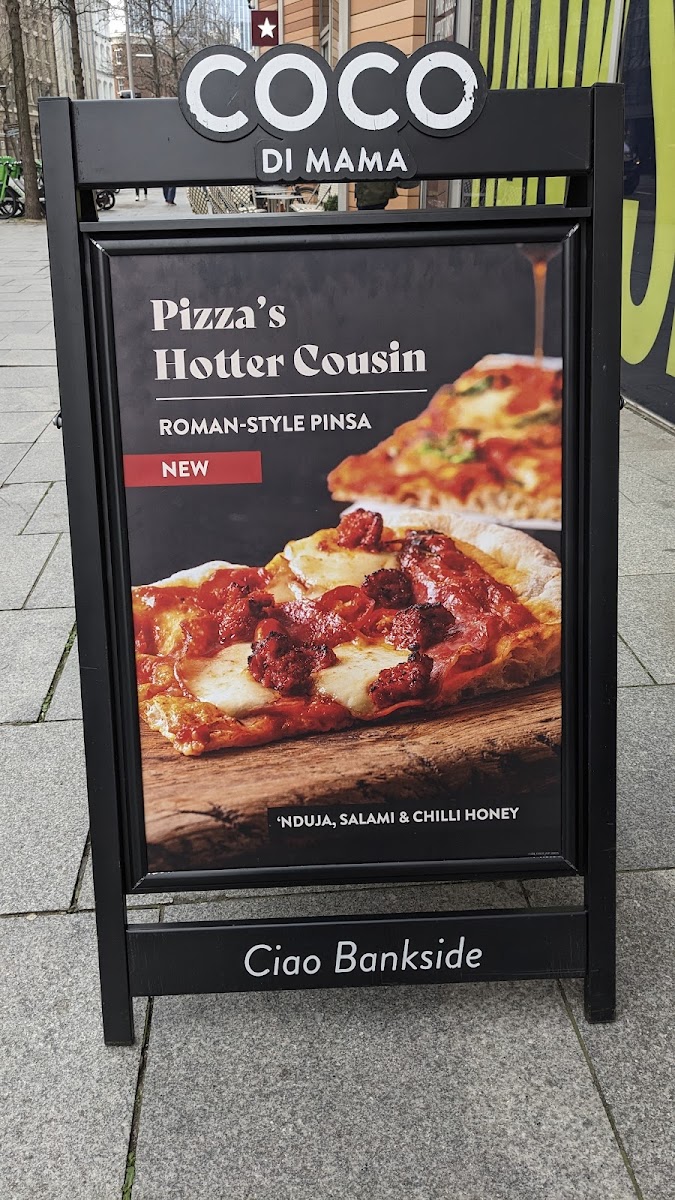 COCO
DI MAMA
Pizza's
Hotter Cousin
ROMAN-STYLE PINSA
NEW
'NDUJA, SALAMI & CHILLI HONEY
Ciao Bankside